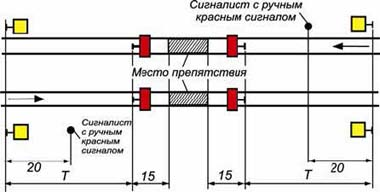 Сигналист с ручным
красным сигналом
Место препятствия
Сигналист
с ручным
красным
сигналом
20
20
T
15
15
T